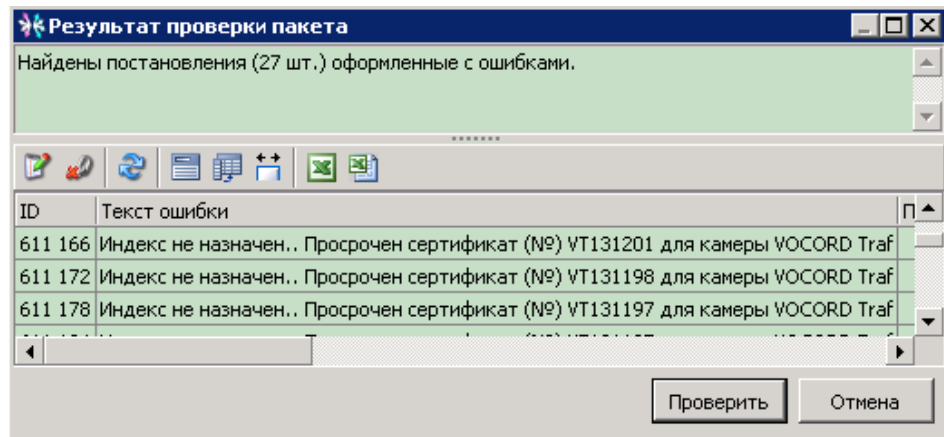 Результат проверки пакета
Найдены постановления (27 шт.) оформленные с ошибками.
ID Текст ошибки П
611 166 Индекс не назначен.. Просрочен сертификат (№) VT131201 для камеры VOCORD Traf
611 172 Индекс не назначен.. Просрочен сертификат (№) VT131198 для камеры VOCORD Traf
611 178 Индекс не назначен.. Просрочен сертификат (№) VT131197 для камеры VOCORD Traf
Проверить Отмена